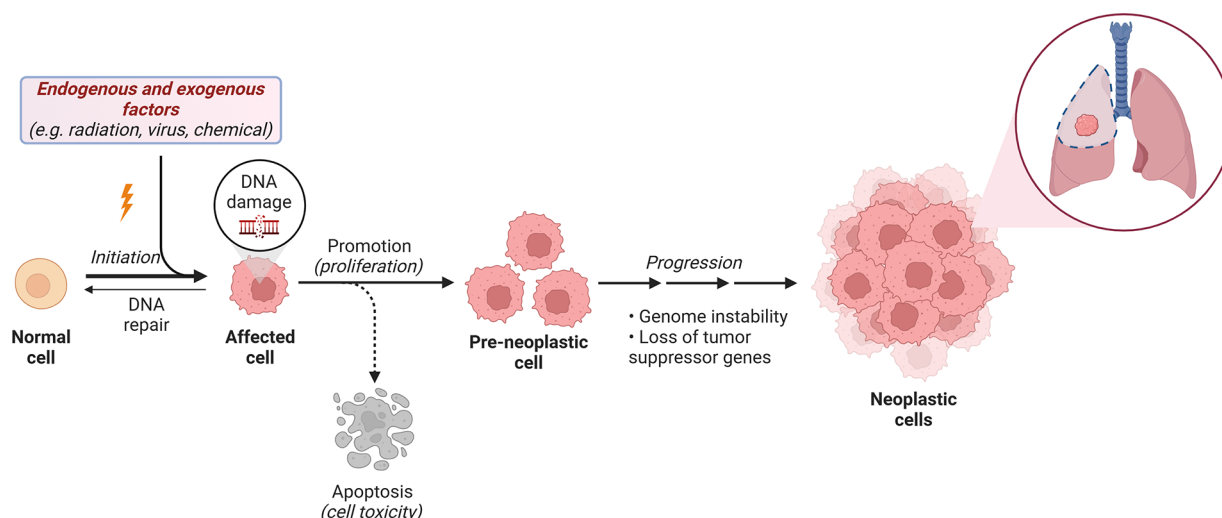 Endogenous and exogenous
factors
(e.g. radiation, virus, chemical)
DNA
damage
Initiation
DNA
repair
Normal
cell
Affected
cell
Promotion
(proliferation)
Apoptosis
(cell toxicity)
Pre-neoplastic
cell
Progression
• Genome instability
• Loss of tumor
suppressor genes
Neoplastic
cells